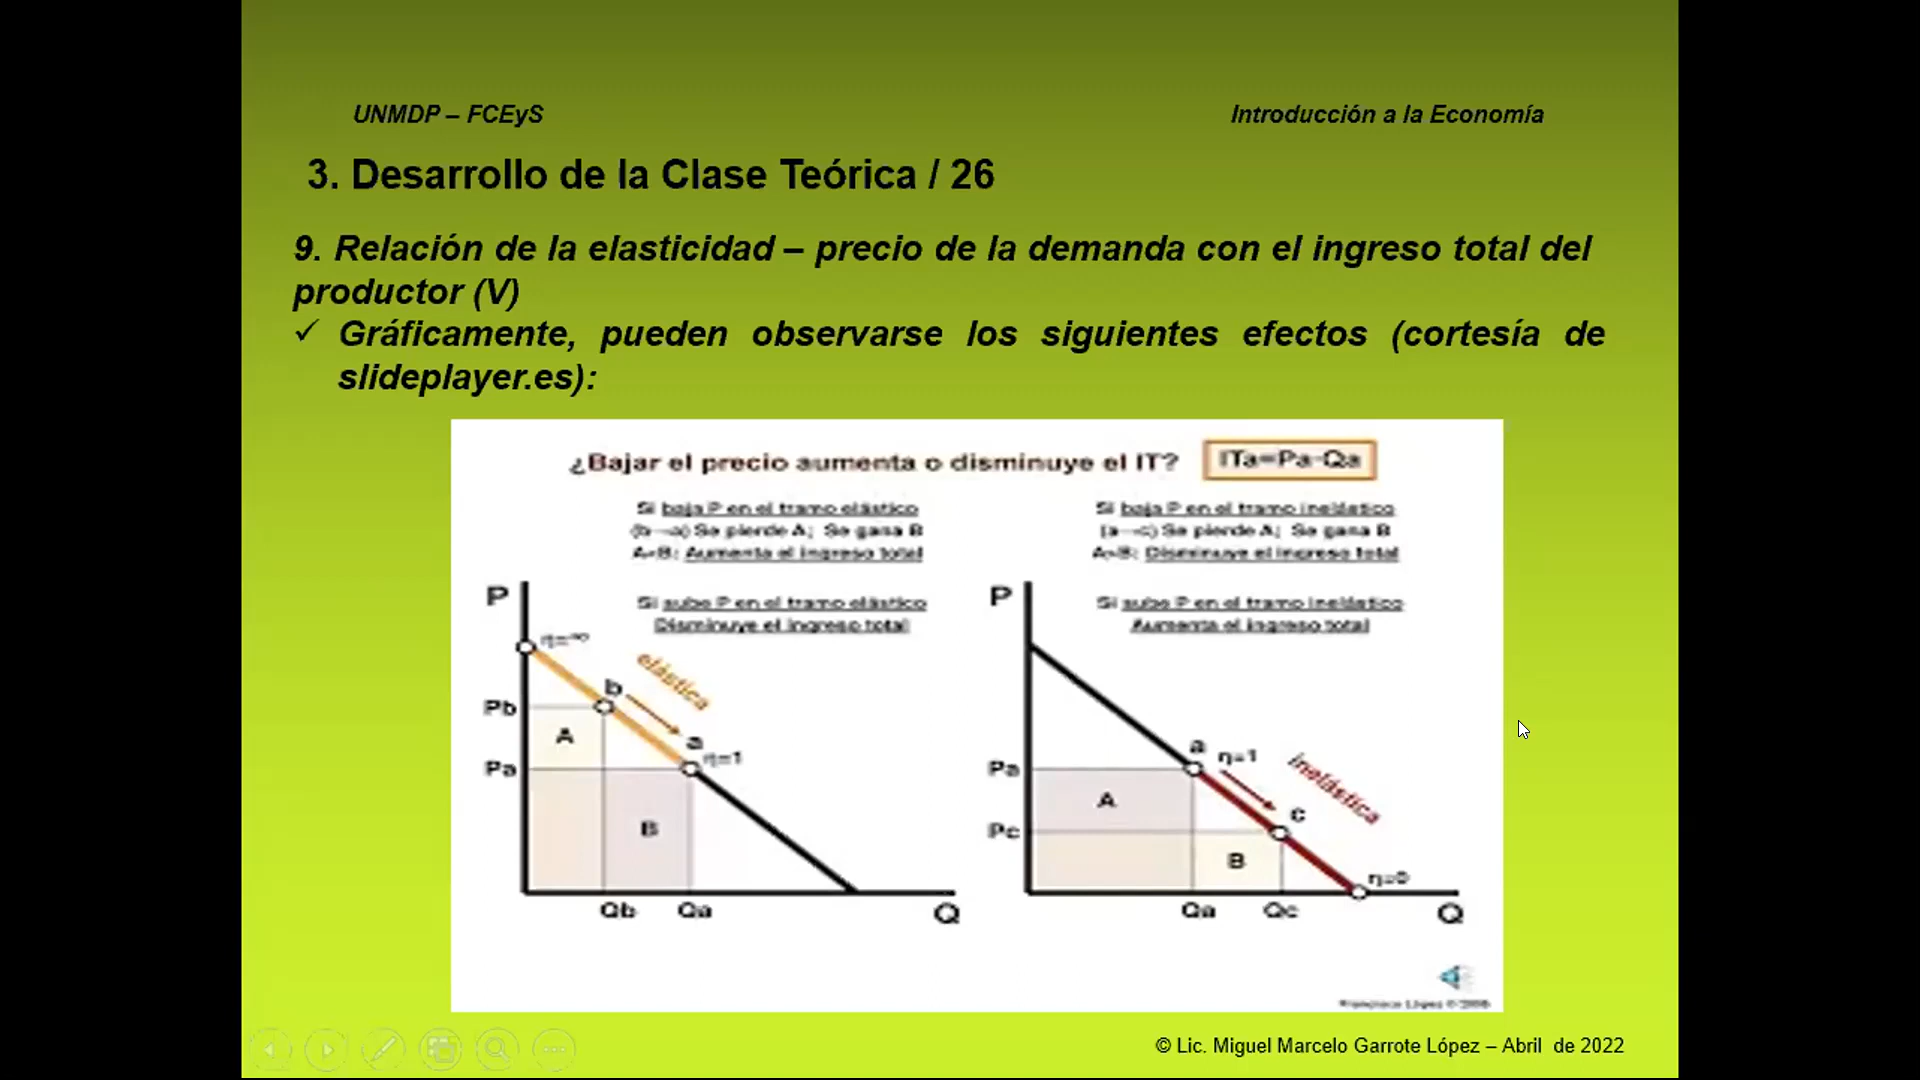 UNMDP – FCEyS
Introducción a la Economía
3. Desarrollo de la Clase Teórica / 26
9. Relación de la elasticidad – precio de la demanda con el ingreso total del
productor (V)
✓ Gráficamente, pueden observarse los siguientes efectos (cortesía de
slideplayer.es):
¿Bajar el precio aumenta o disminuye el IT?
ITa=Pa·Qa
Si baja P en el tramo elástico
(b→a) Se pierde A; Se gana B
A<B: Aumenta el ingreso total
Si sube P en el tramo elástico
Disminuye el ingreso total
P
η=∞
elástica
b
Pb
A
a
η=1
Pa
B
Qb
Qa
Q
Si baja P en el tramo inelástico
(a→c) Se pierde A; Se gana B
A>B: Disminuye el ingreso total
Si sube P en el tramo inelástico
Aumenta el ingreso total
P
a
η=1
inelástica
Pa
A
c
Pc
B
η=0
Qa
Qc
Q
Francisco López © 
© Lic. Miguel Marcelo Garrote López – Abril de 2022